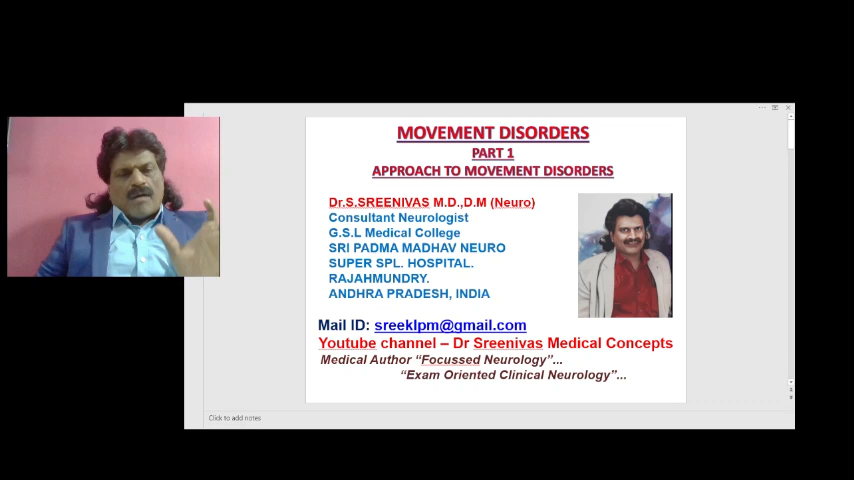 MOVEMENT DISORDERS
PART 1
APPROACH TO MOVEMENT DISORDERS
Dr.S.SREENIVAS M.D.,D.M (Neuro)
Consultant Neurologist
G.S.L Medical College
SRI PADMA MADHAV NEURO
SUPER SPL. HOSPITAL.
RAJAHMUNDRY.
ANDHRA PRADESH, INDIA
Mail ID: sreeklpm@gmail.com
Youtube channel – Dr Sreenivas Medical Concepts
Medical Author “Focussed Neurology”...
“Exam Oriented Clinical Neurology”...
Click to add notes